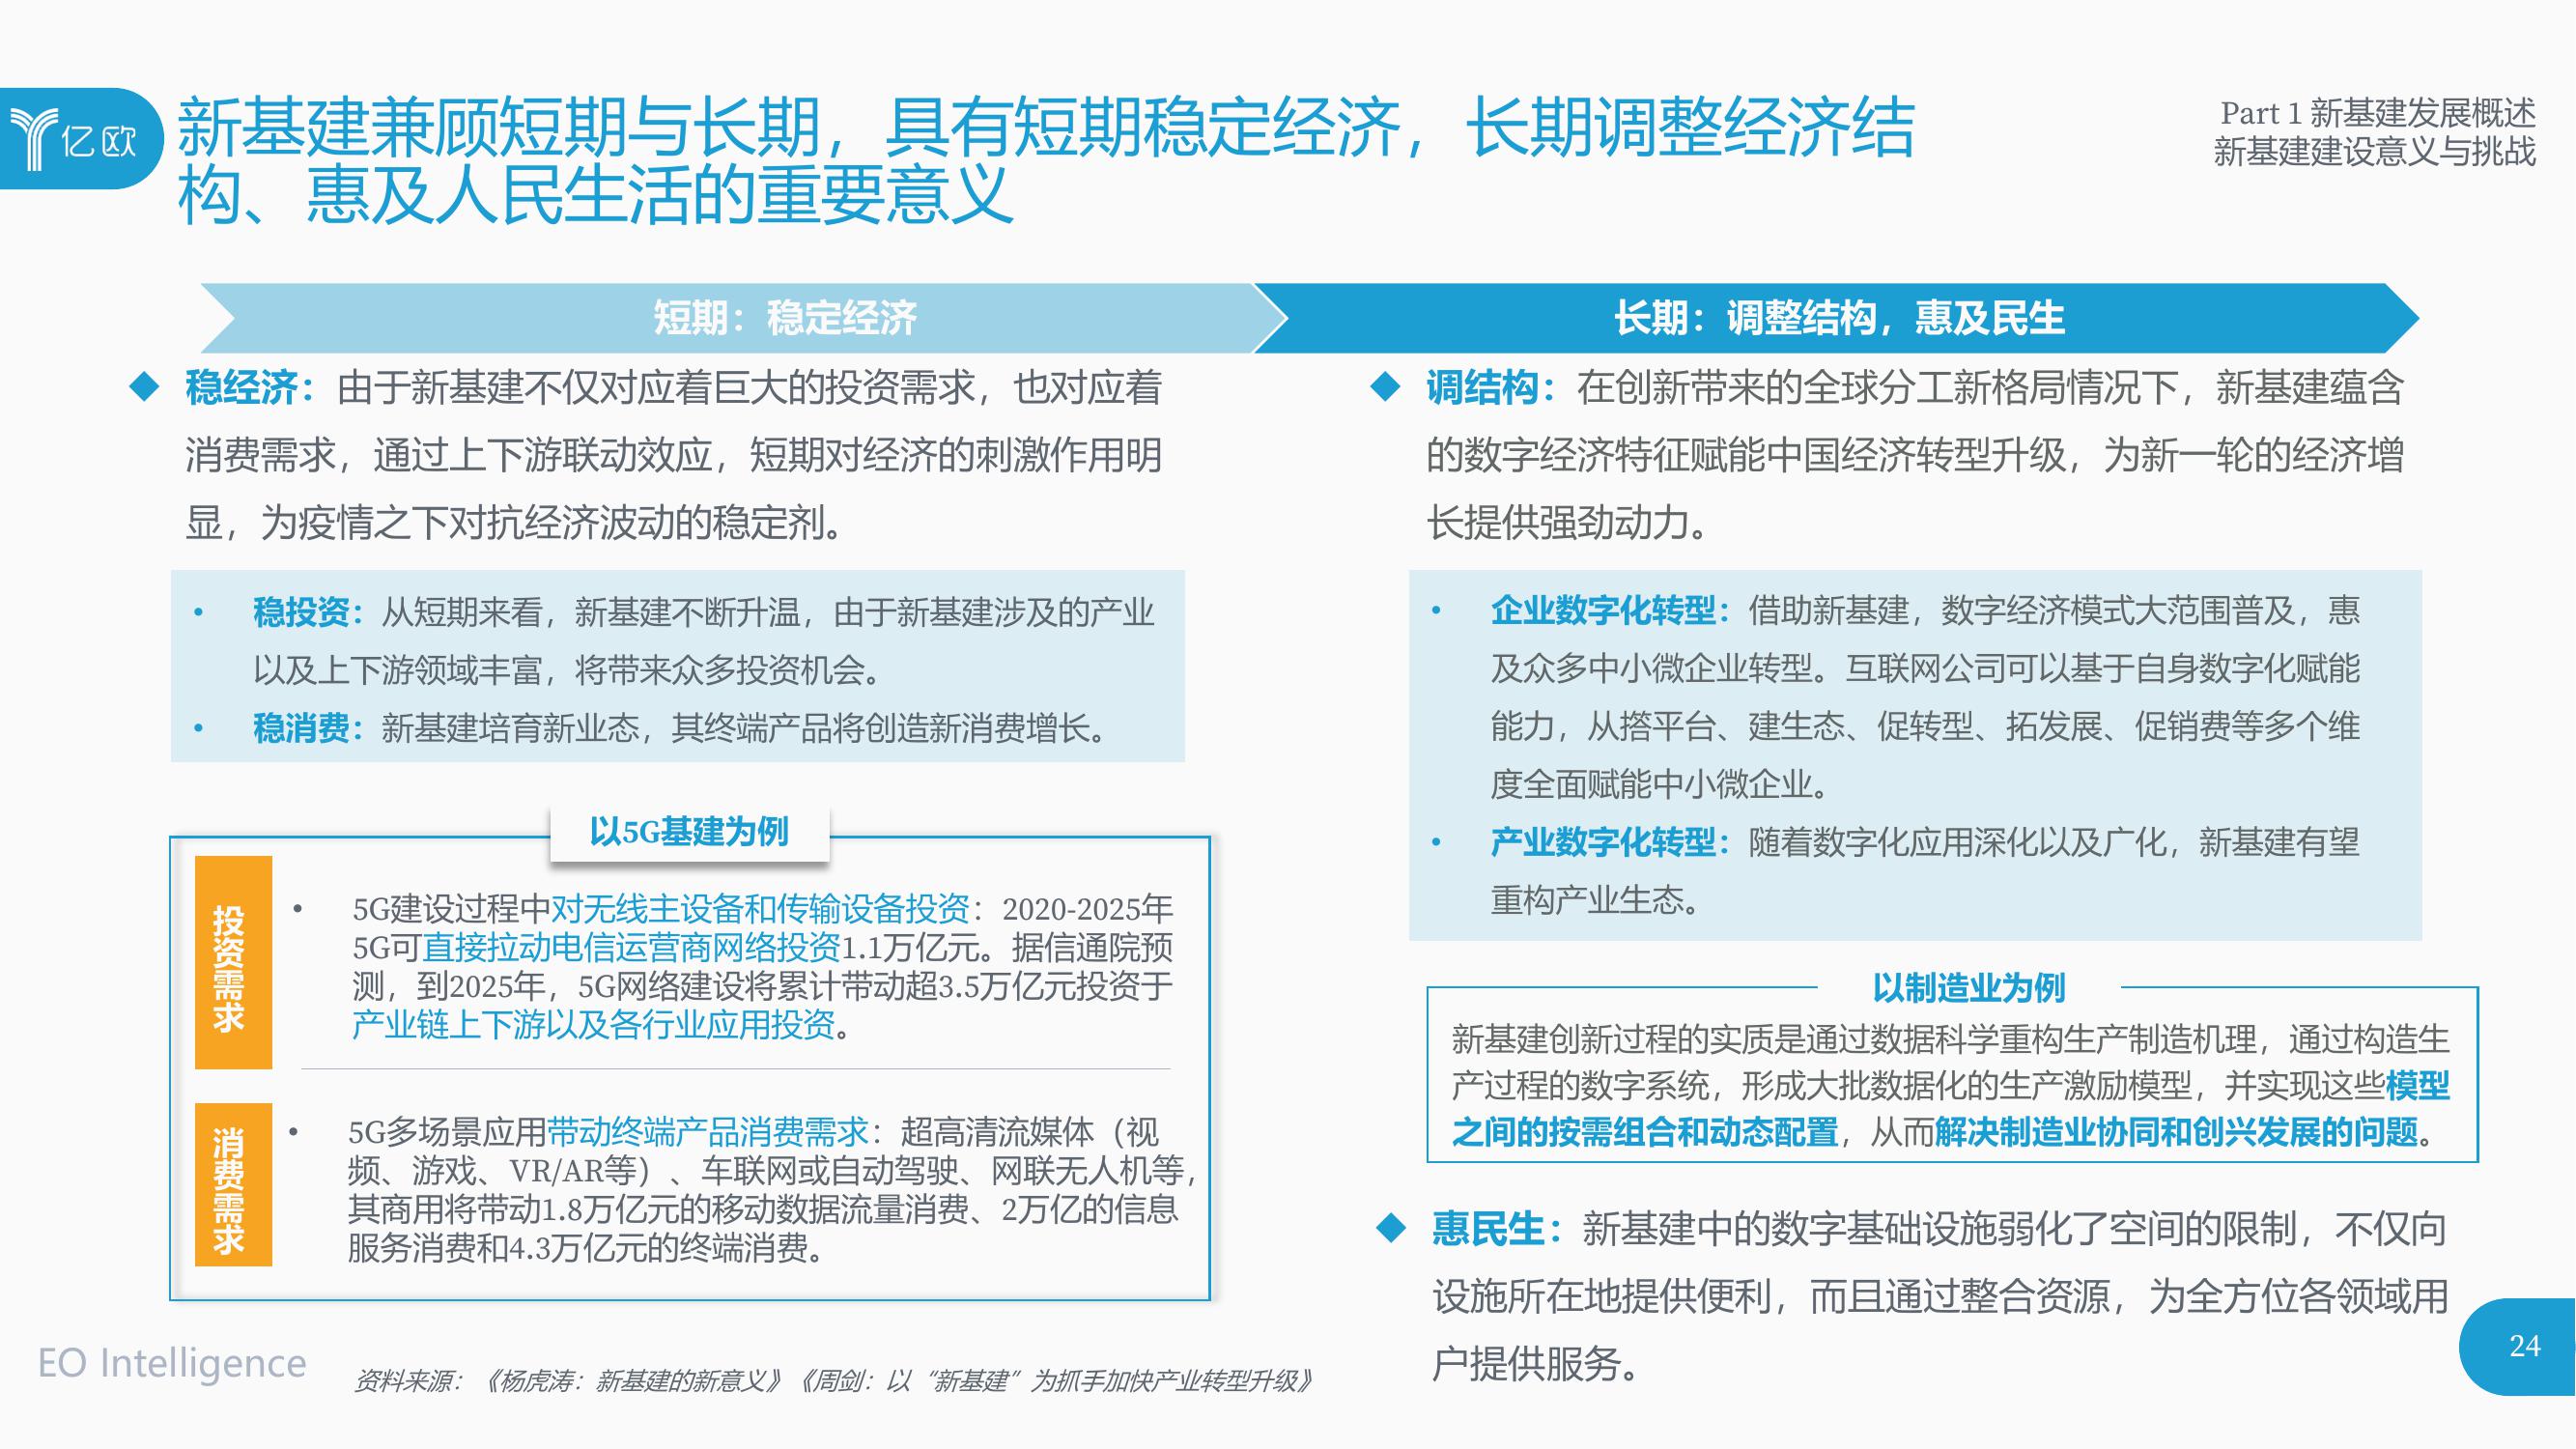 亿欧
新基建兼顾短期与长期，具有短期稳定经济，长期调整经济结
构、惠及人民生活的重要意义
Part 1 新基建发展概述
新基建建设意义与挑战
短期：稳定经济
稳经济：由于新基建不仅对应着巨大的投资需求，也对应着
消费需求，通过上下游联动效应，短期对经济的刺激作用明
显，为疫情之下对抗经济波动的稳定剂。
• 稳投资：从短期来看，新基建不断升温，由于新基建涉及的产业
以及上下游领域丰富，将带来众多投资机会。
• 稳消费：新基建培育新业态，其终端产品将创造新消费增长。
以5G基建为例
投资需求
• 5G建设过程中对无线主设备和传输设备投资：2020-2025年
5G可直接拉动电信运营商网络投资1.1万亿元。据信通院预
测，到2025年，5G网络建设将累计带动超3.5万亿元投资于
产业链上下游以及各行业应用投资。
消费需求
• 5G多场景应用带动终端产品消费需求：超高清流媒体（视
频、游戏、VR/AR等）、车联网或自动驾驶、网联无人机等，
其商用将带动1.8万亿元的移动数据流量消费、2万亿的信息
服务消费和4.3万亿元的终端消费。
长期：调整结构，惠及民生
调结构：在创新带来的全球分工新格局情况下，新基建蕴含
的数字经济特征赋能中国经济转型升级，为新一轮的经济增
长提供强劲动力。
• 企业数字化转型：借助新基建，数字经济模式大范围普及，惠
及众多中小微企业转型。互联网公司可以基于自身数字化赋能
能力，从撘平台、建生态、促转型、拓发展、促销费等多个维
度全面赋能中小微企业。
• 产业数字化转型：随着数字化应用深化以及广化，新基建有望
重构产业生态。
以制造业为例
新基建创新过程的实质是通过数据科学重构生产制造机理，通过构造生
产过程的数字系统，形成大批数据化的生产激励模型，并实现这些模型
之间的按需组合和动态配置，从而解决制造业协同和创兴发展的问题。
惠民生：新基建中的数字基础设施弱化了空间的限制，不仅向
设施所在地提供便利，而且通过整合资源，为全方位各领域用
户提供服务。
EO Intelligence
资料来源：《杨虎涛：新基建的新意义》《周剑：以“新基建”为抓手加快产业转型升级》
24